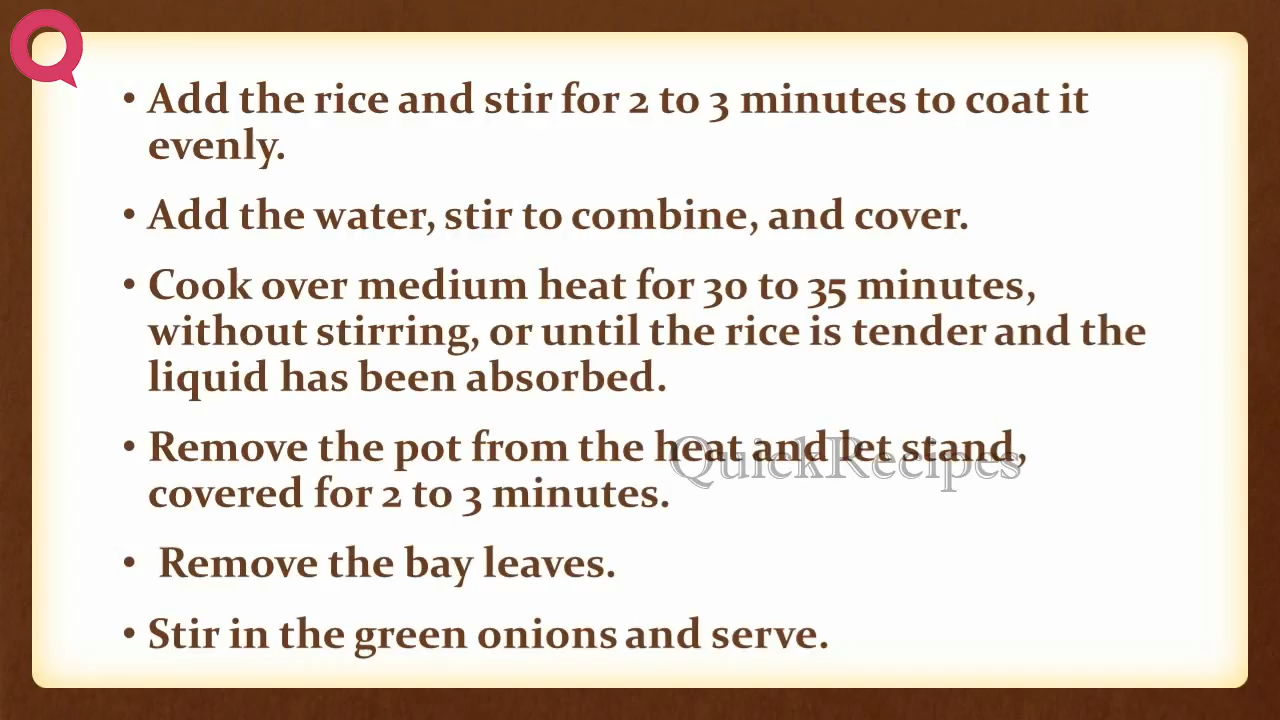 • Add the rice and stir for 2 to 3 minutes to coat it
evenly.
• Add the water, stir to combine, and cover.
• Cook over medium heat for 30 to 35 minutes,
without stirring, or until the rice is tender and the
liquid has been absorbed.
• Remove the pot from the heat and let stand,
covered for 2 to 3 minutes.
QuickRecipes
• Remove the bay leaves.
• Stir in the green onions and serve.